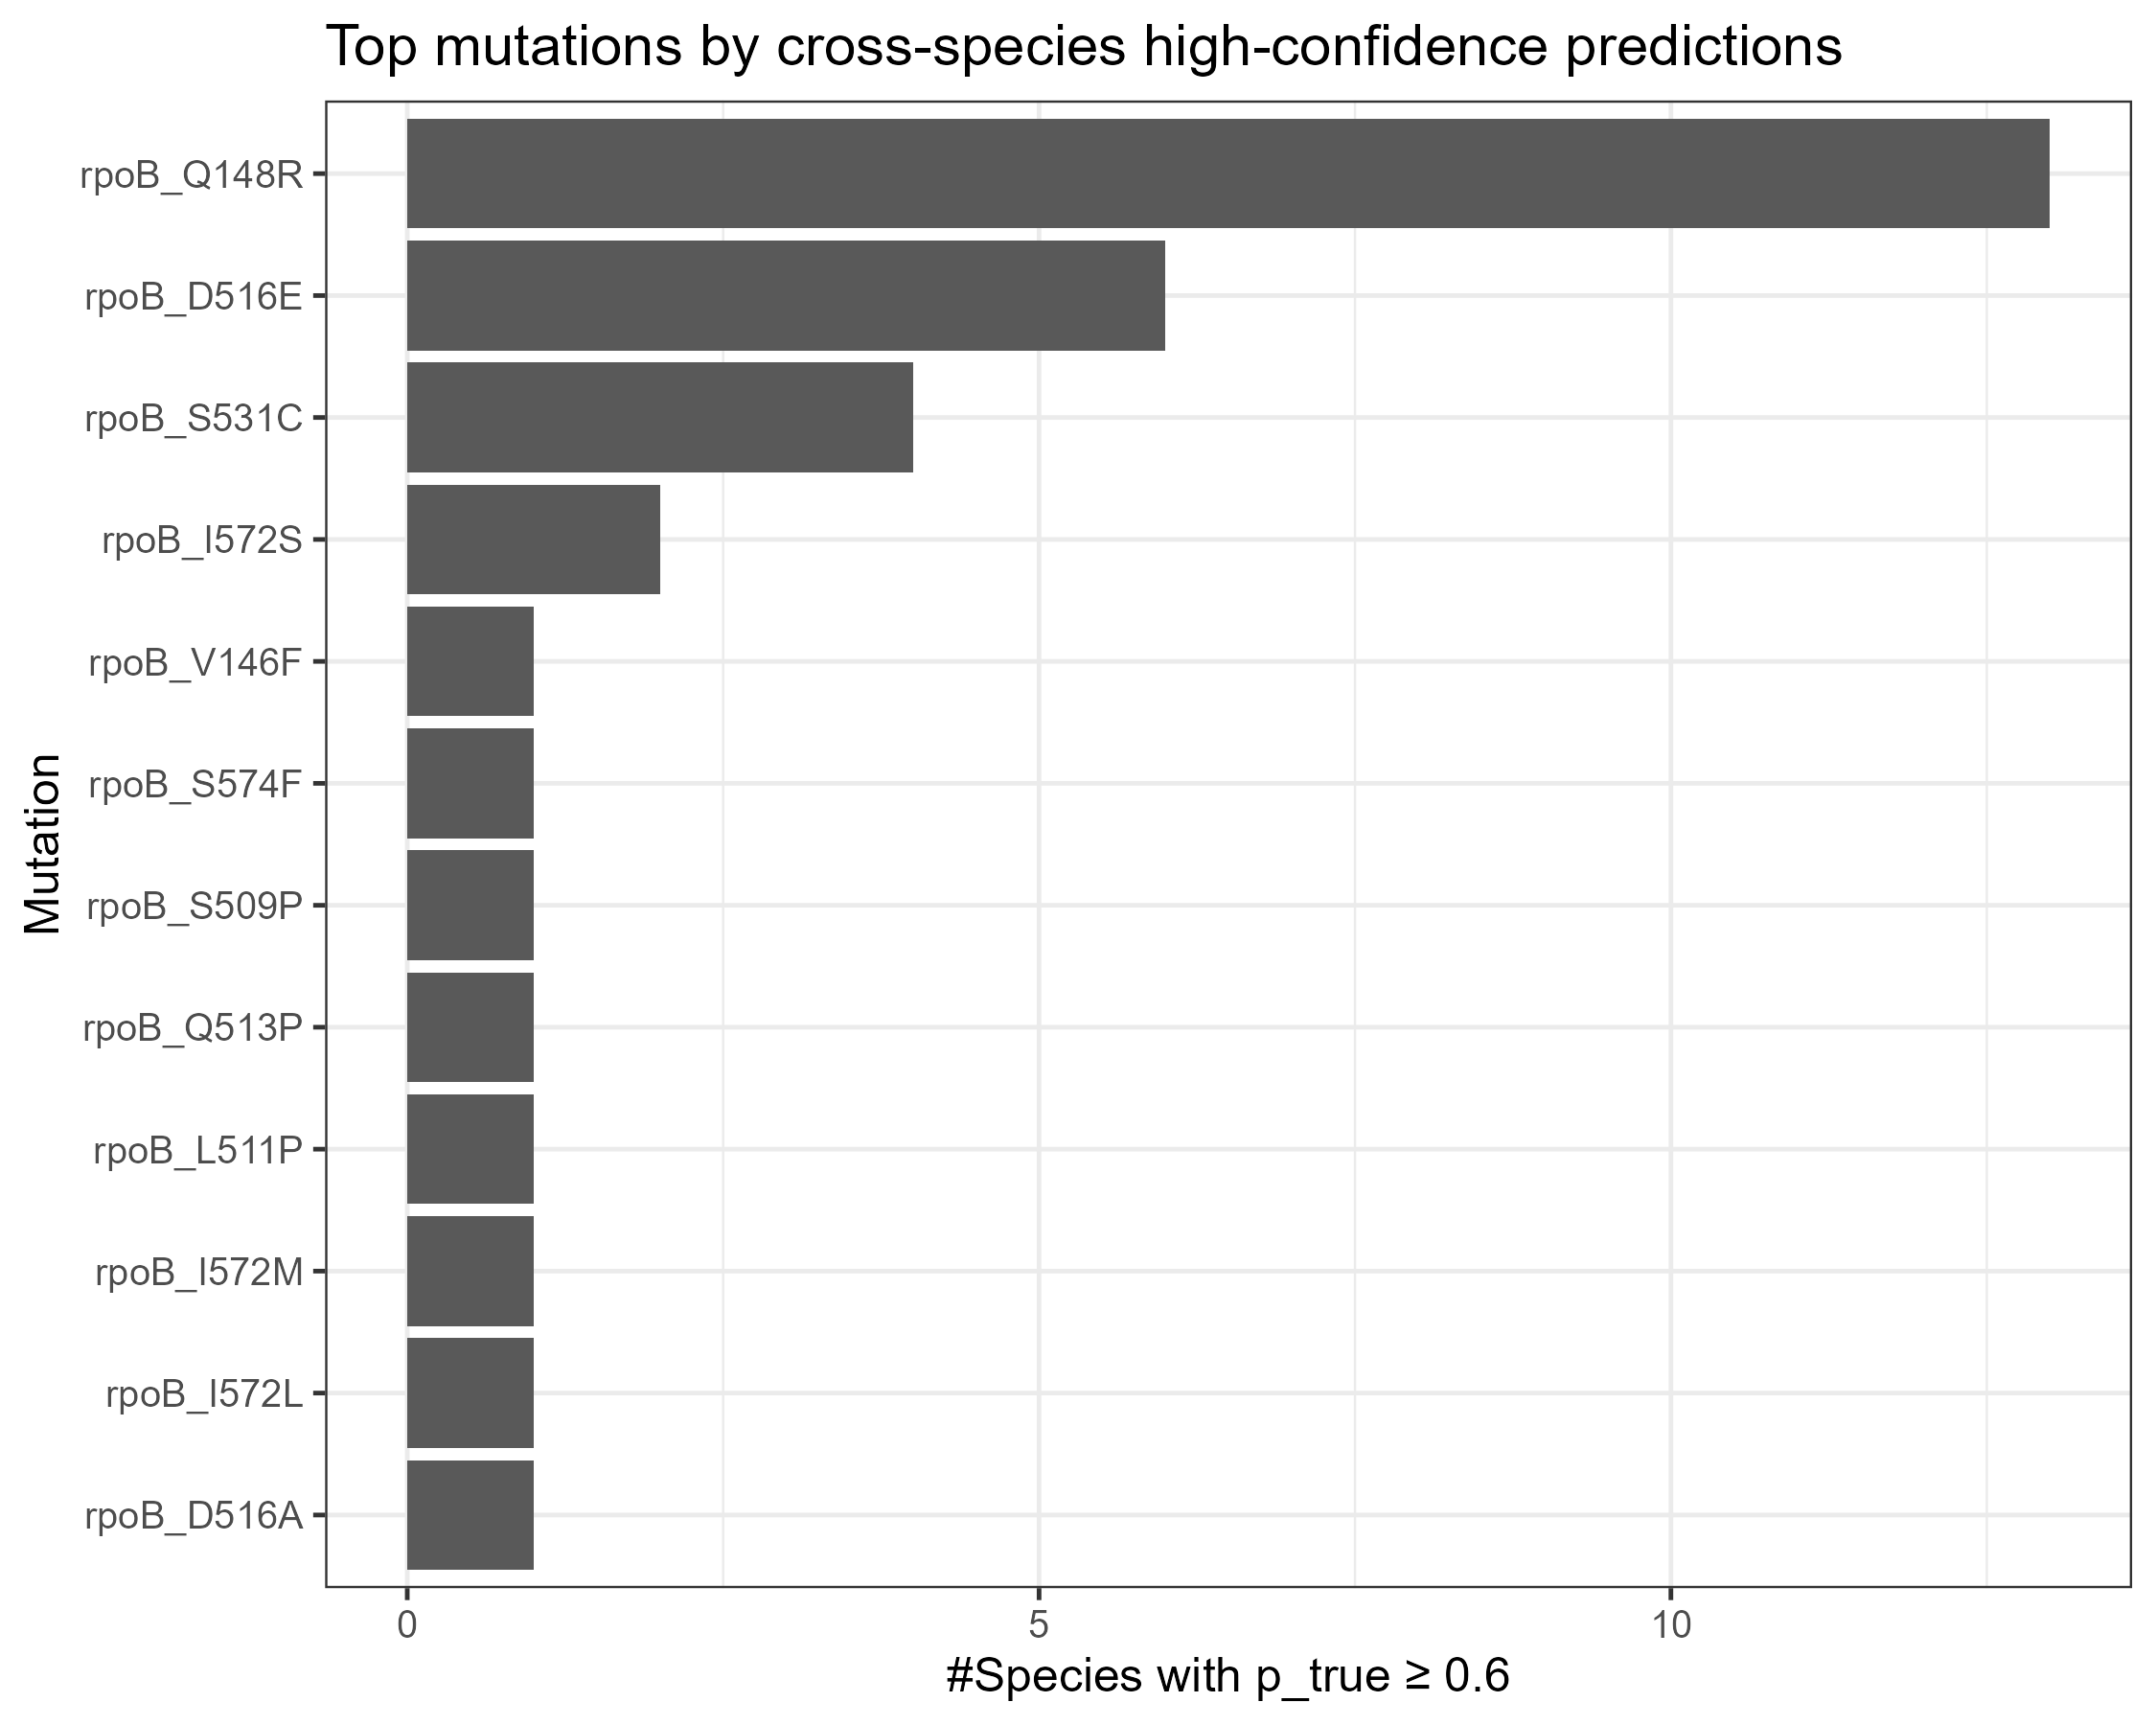 Top mutations by cross-species high-confidence predictions
rpoB_Q148R
rpoB_D516E
rpoB_S531C
rpoB_I572S
rpoB_V146F
rpoB_S574F
rpoB_S509P
rpoB_Q513P
rpoB_L511P
rpoB_I572M
rpoB_I572L
rpoB_D516A
Mutation
0 5 10
#Species with p_true ≥ 0.6